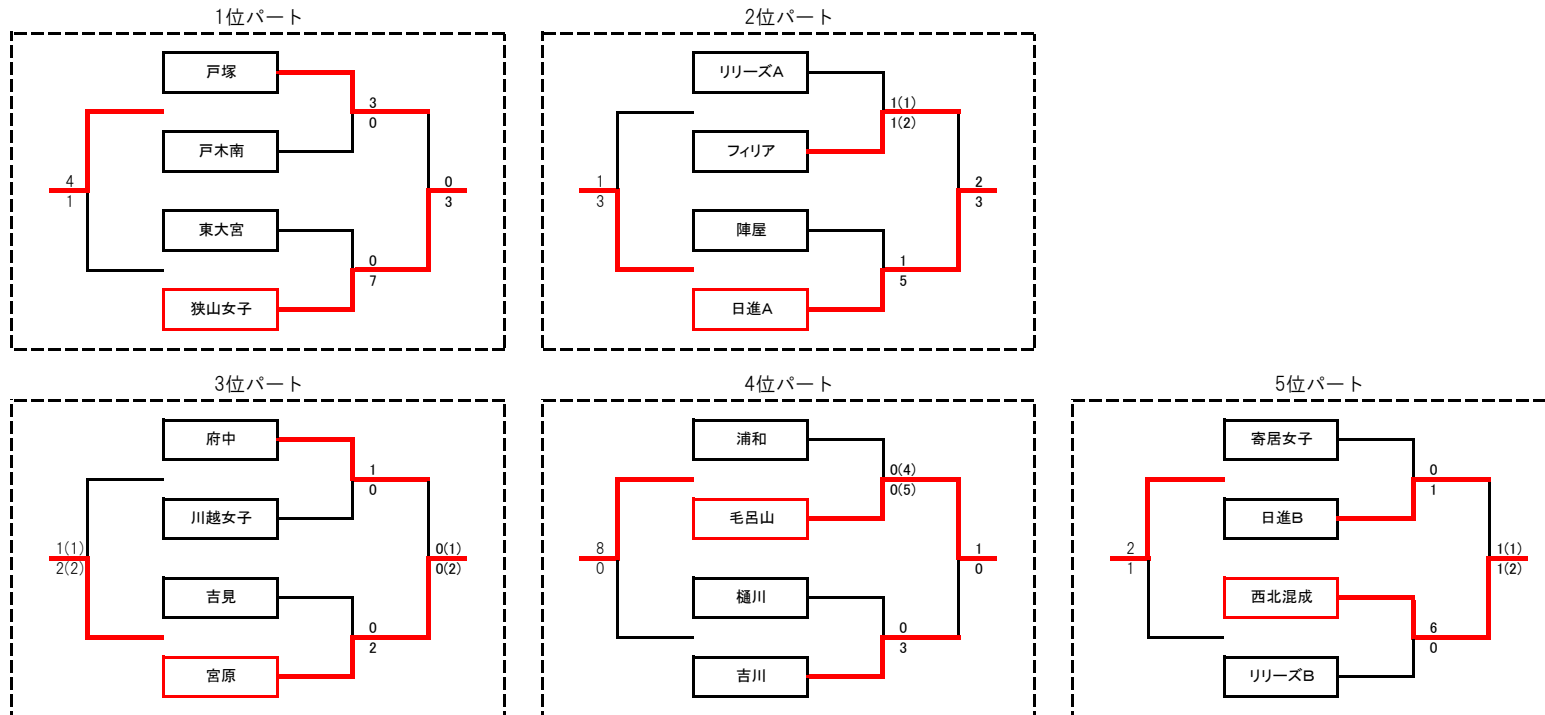 1位パート
戸塚
3
0
戸木南
4
1
0
3
東大宮
0
7
狭山女子
2位パート
リリーズA
1(1)
1(2)
フィリア
1
3
2
3
陣屋
1
5
日進A
3位パート
府中
1
0
川越女子
1(1)
2(2)
0(1)
0(2)
吉見
0
2
宮原
4位パート
浦和
0(4)
0(5)
毛呂山
8
0
1
0
樋川
0
3
吉川
5位パート
寄居女子
0
1
日進B
2
1
1(1)
1(2)
西北混成
6
0
リリーズB